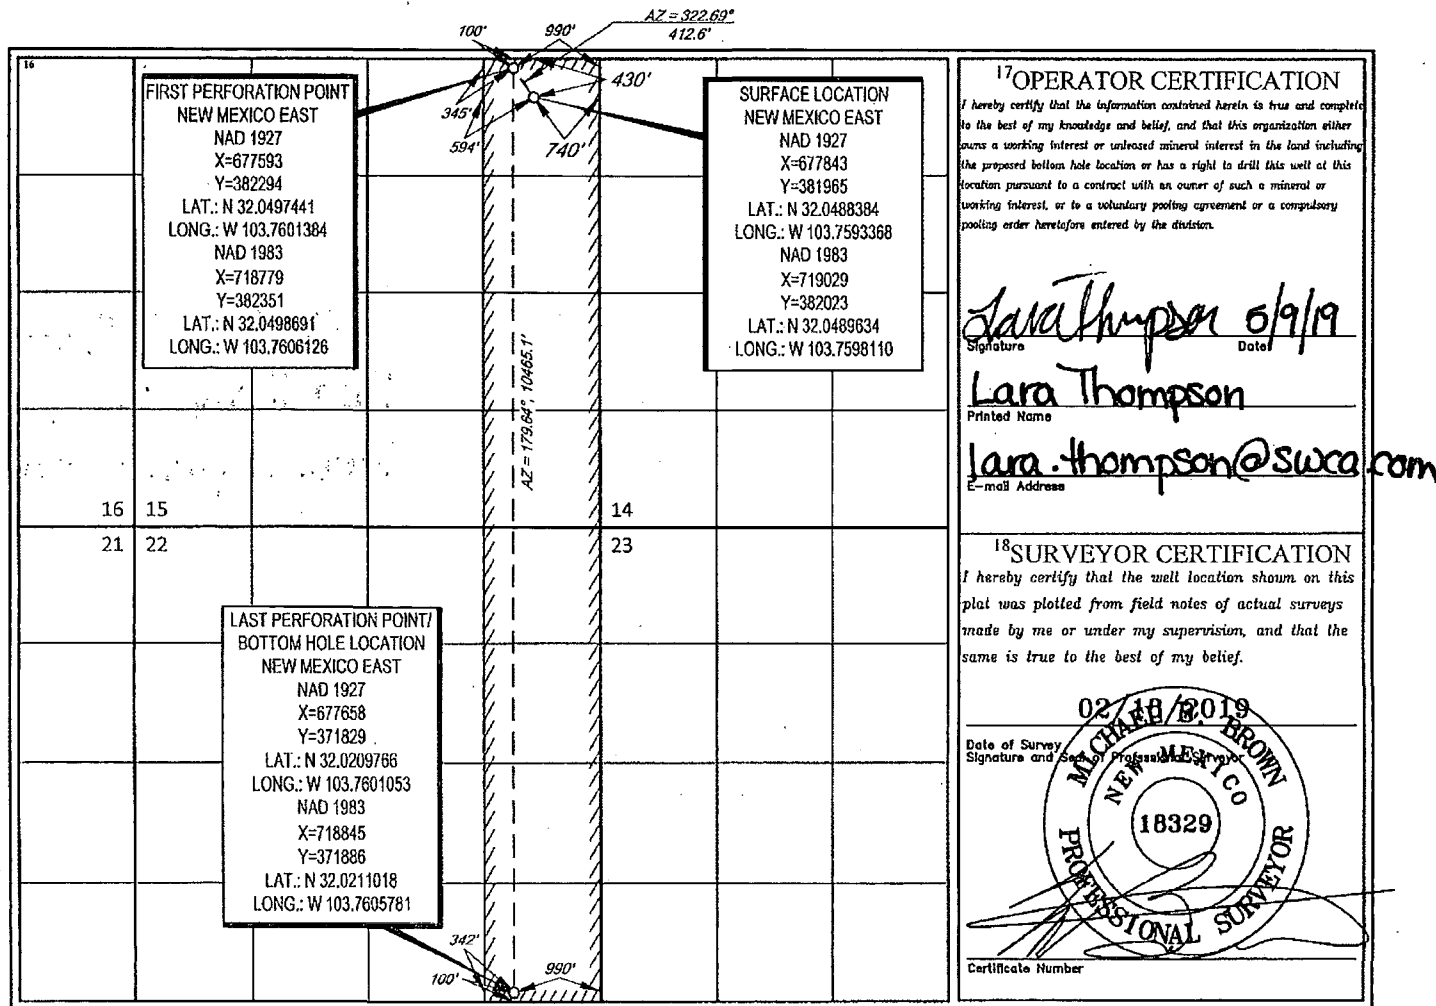 AZ = 322.69°
412.6'
100'
990'
16
430'
345'
594'
740'
FIRST PERFORATION POINT
NEW MEXICO EAST
NAD 1927
X=677593
Y=382294
LAT.: N 32.0497441
LONG.: W 103.7601384
NAD 1983
X=718779
Y=382351
LAT.: N 32.0498691
LONG.: W 103.7606126
SURFACE LOCATION
NEW MEXICO EAST
NAD 1927
X=677843
Y=381965
LAT.: N 32.0488384
LONG.: W 103.7593368
NAD 1983
X=719029
Y=382023
LAT.: N 32.0489634
LONG.: W 103.7598110
AZ = 179.64°, 10465.1'
16 15
14
21 22
23
LAST PERFORATION POINT/
BOTTOM HOLE LOCATION
NEW MEXICO EAST
NAD 1927
X=677658
Y=371829
LAT.: N 32.0209766
LONG.: W 103.7601053
NAD 1983
X=718845
Y=371886
LAT.: N 32.0211018
LONG.: W 103.7605781
342'
100'
990'
17 OPERATOR CERTIFICATION
I hereby certify that the information contained herein is true and complete
to the best of my knowledge and belief, and that this organization either
owns a working interest or unleased mineral interest in the land including
the proposed bottom hole location or has a right to drill this well at this
location pursuant to a contract with an owner of such a mineral or
working interest, or to a voluntary pooling agreement or a compulsory
pooling order heretofore entered by the division.
Lara Thompson 5/9/19
Signature Date
Lara Thompson
Printed Name
lara.thompson@swca.com
E-mail Address
18 SURVEYOR CERTIFICATION
I hereby certify that the well location shown on this
plat was plotted from field notes of actual surveys
made by me or under my supervision, and that the
same is true to the best of my belief.
02/18/2019
Date of Survey
Signature and Seal of Professional Surveyor
MICHAEL B. BROWN
NEW MEXICO
18329
PROFESSIONAL SURVEYOR
Certificate Number